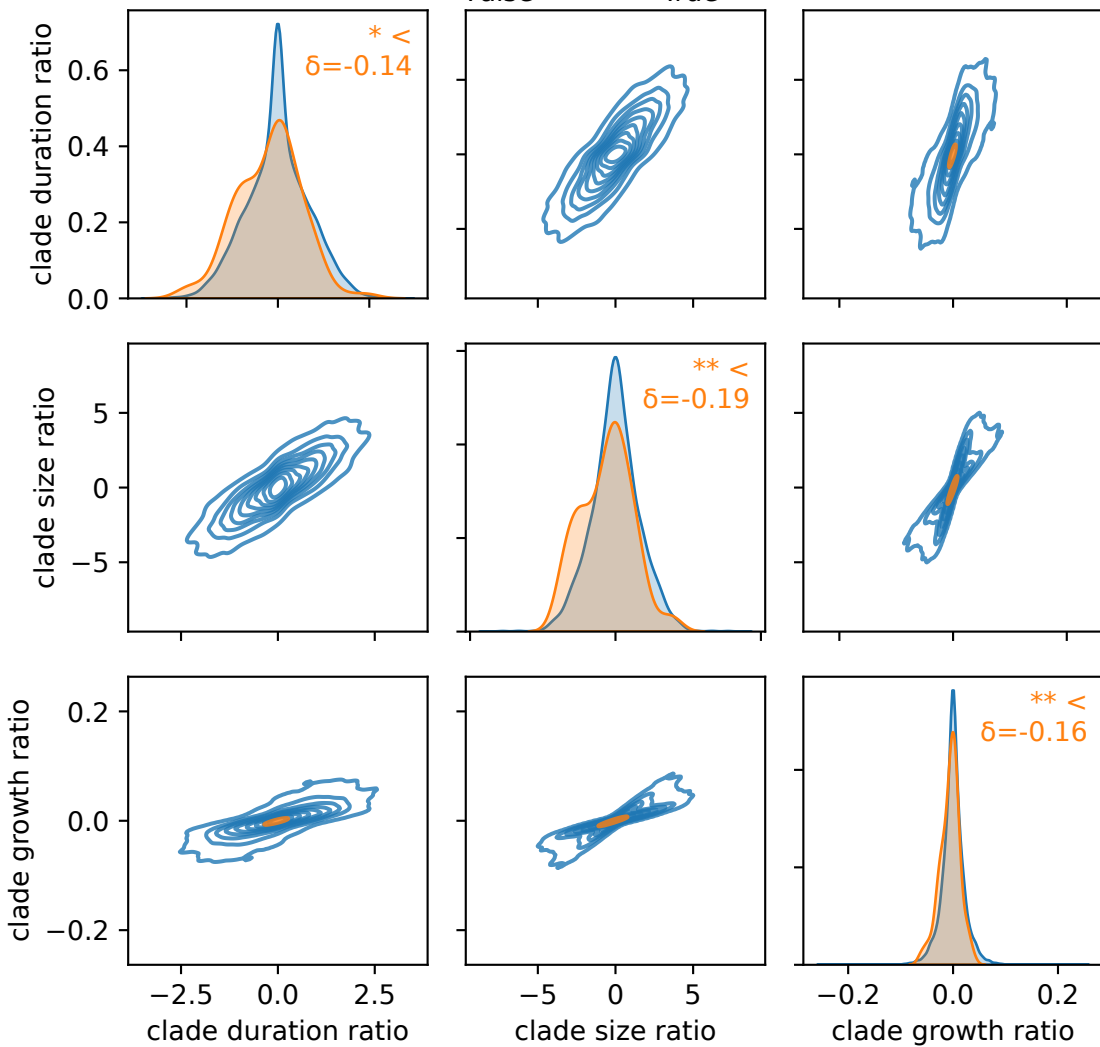 clade duration ratio
0.6
0.4
0.2
0.0
* <
δ=-0.14
clade size ratio
5
0
−5
** <
δ=-0.19
clade growth ratio
0.2
0.0
−0.2
** <
δ=-0.16
−2.5 0.0 2.5
−5 0 5
−0.2 0.0 0.2
clade duration ratio
clade size ratio
clade growth ratio